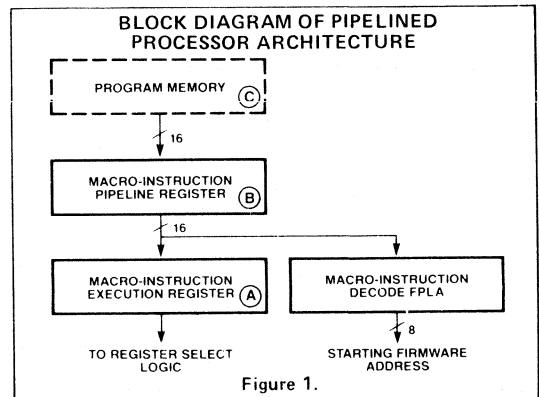 BLOCK DIAGRAM OF PIPELINED
PROCESSOR ARCHITECTURE
PROGRAM MEMORY
C
16
MACRO-INSTRUCTION
PIPELINE REGISTER
B
16
MACRO-INSTRUCTION
EXECUTION REGISTER
A
MACRO-INSTRUCTION
DECODE FPLA
8
TO REGISTER SELECT
LOGIC
STARTING FIRMWARE
ADDRESS
Figure 1.